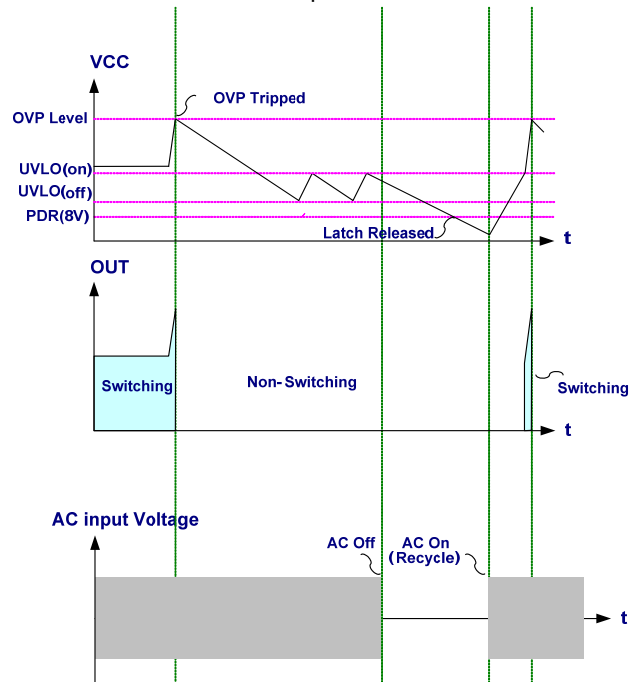 VCC
OVP Tripped
OVP Level
UVLO(on)
UVLO(off)
PDR(8V)
Latch Released
t
OUT
Switching
Non-Switching
Switching
t
AC input Voltage
AC Off
AC On
(Recycle)
t